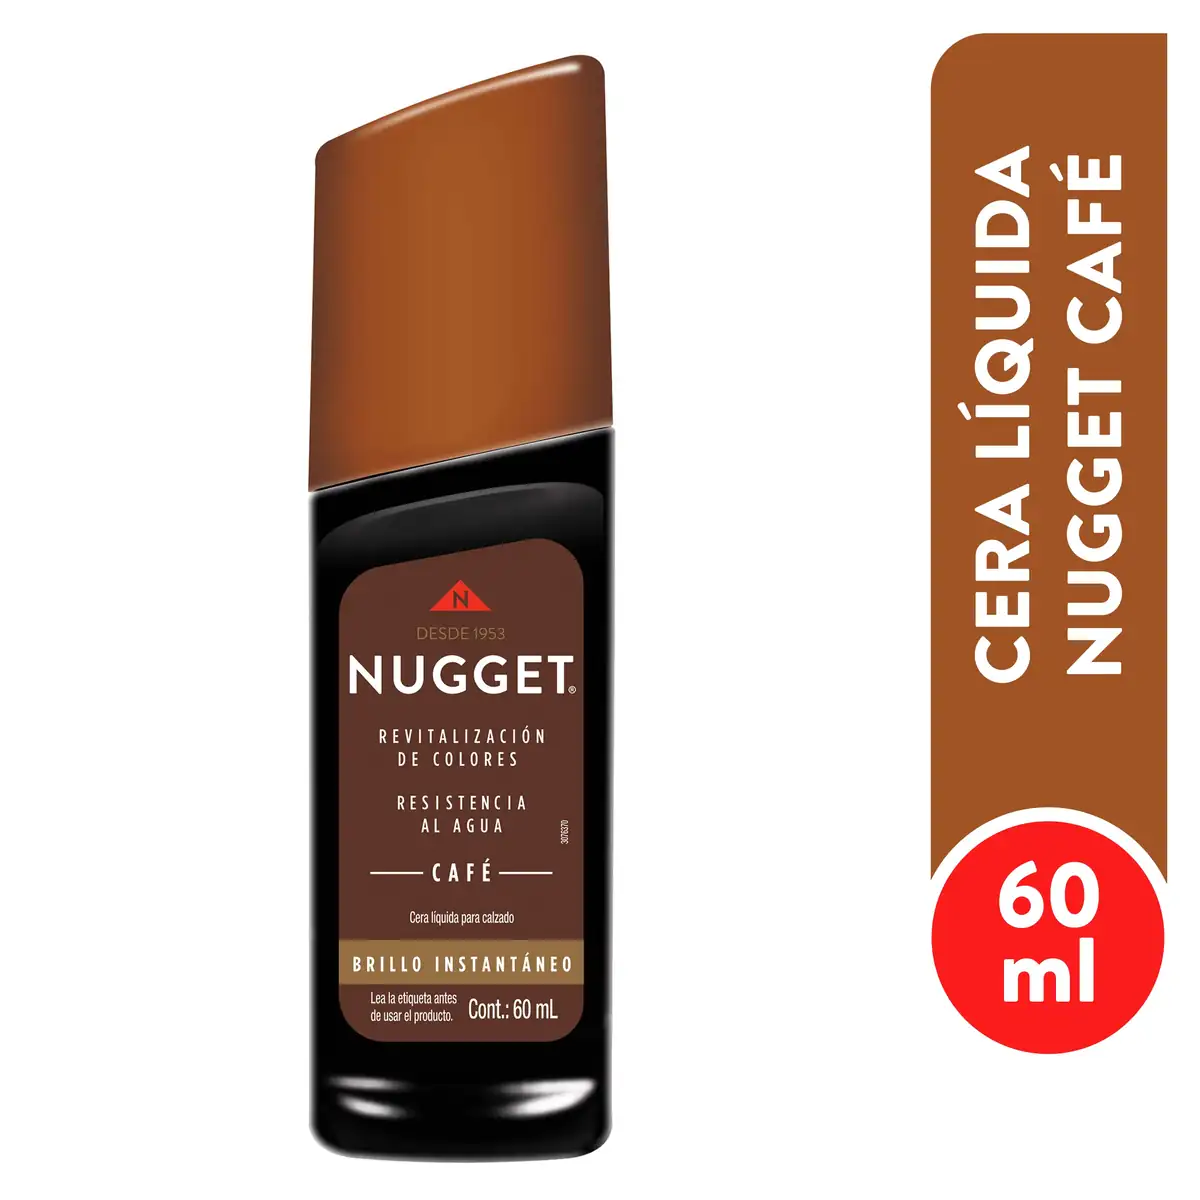 N
DESDE 1953
NUGGET®
REVITALIZACIÓN
DE COLORES
RESISTENCIA
AL AGUA
CAFÉ
3076370
Cera líquida para calzado
BRILLO INSTANTÁNEO
Lea la etiqueta antes
de usar el producto.
Cont.: 60 mL
CERA LÍQUIDA
NUGGET CAFÉ
60
ml